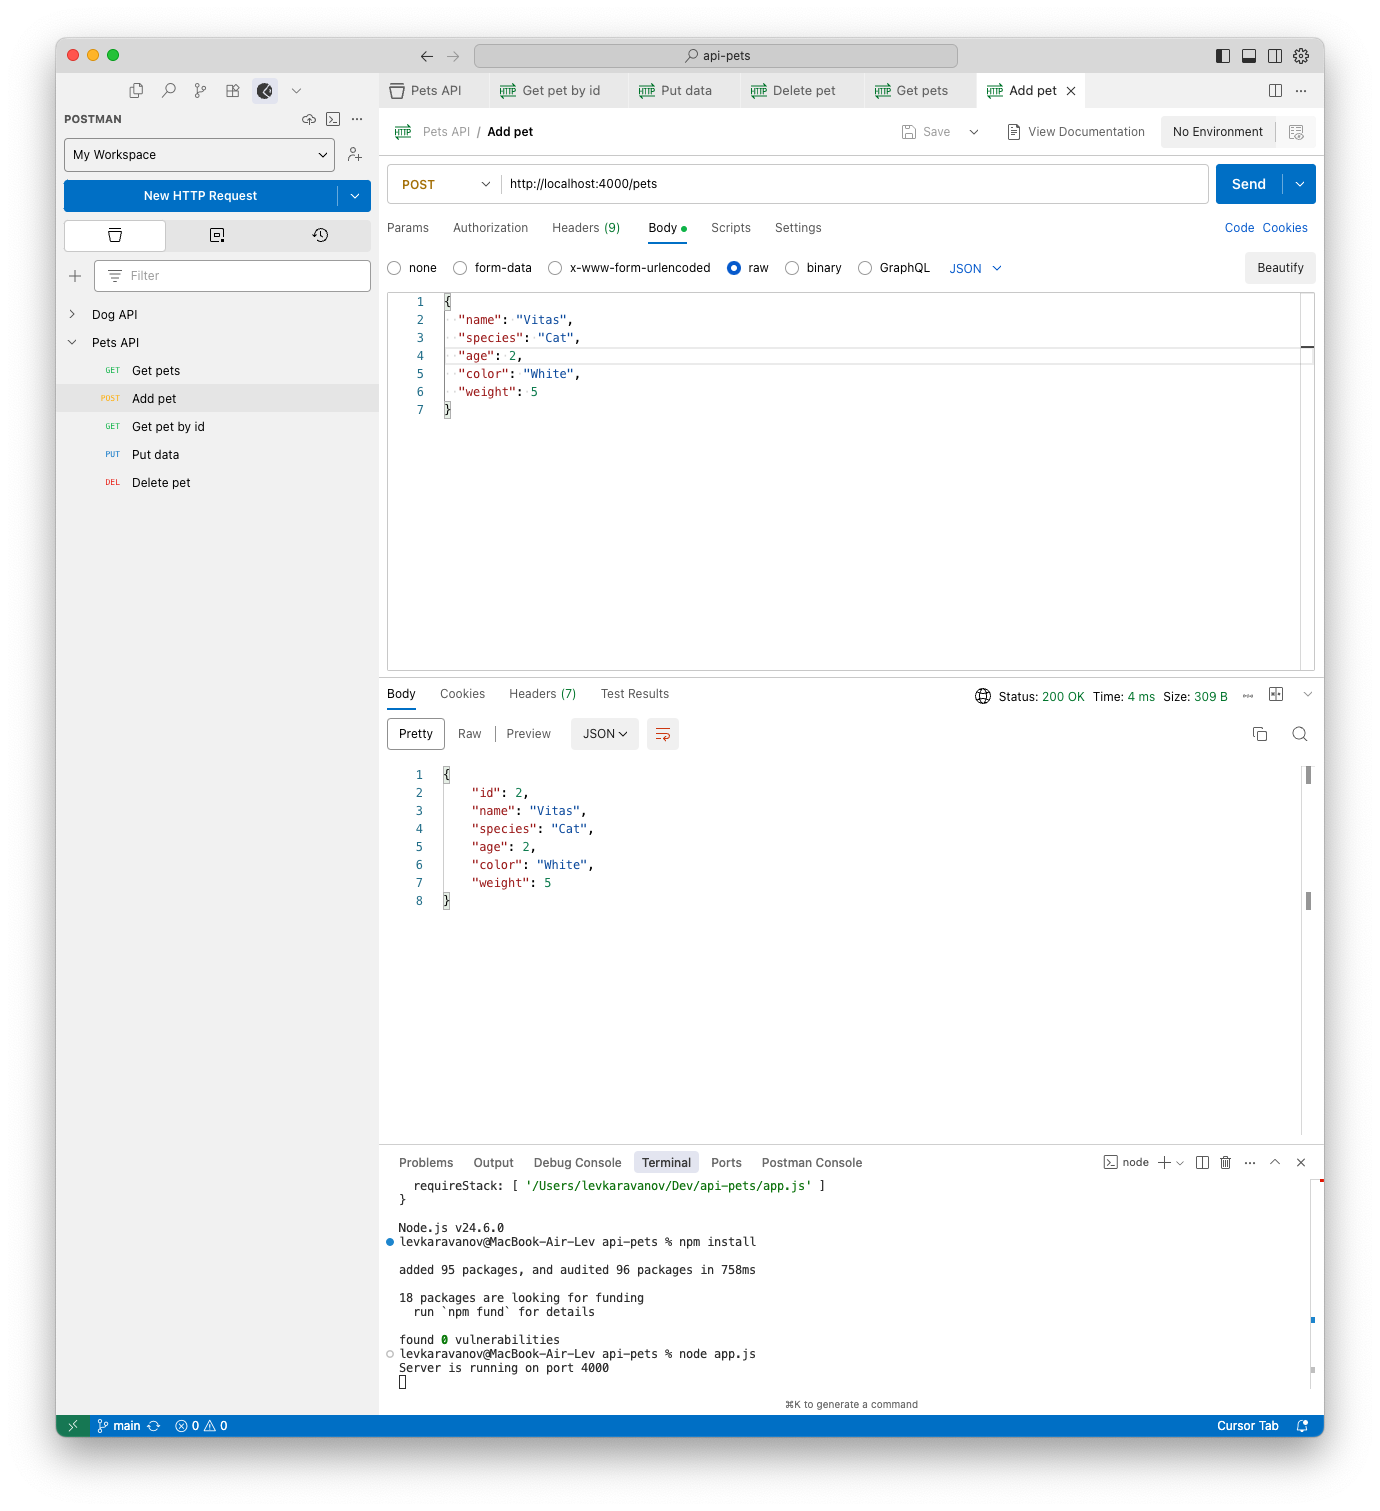 api-pets
POSTMAN
My Workspace
New HTTP Request
Filter
Dog API
Pets API
GET Get pets
POST Add pet
GET Get pet by id
PUT Put data
DEL Delete pet
Pets API
HTTP Get pet by id
HTTP Put data
HTTP Delete pet
HTTP Get pets
HTTP Add pet
HTTP Pets API / Add pet
Save
View Documentation
No Environment
POST http://localhost:4000/pets
Send
Params Authorization Headers (9) Body Scripts Settings
Code Cookies
none form-data x-www-form-urlencoded raw binary GraphQL JSON
Beautify
1 {
2 "name": "Vitas",
3 "species": "Cat",
4 "age": 2,
5 "color": "White",
6 "weight": 5
7 }
Body Cookies Headers (7) Test Results
Status: 200 OK Time: 4 ms Size: 309 B
Pretty Raw Preview JSON
1 {
2 "id": 2,
3 "name": "Vitas",
4 "species": "Cat",
5 "age": 2,
6 "color": "White",
7 "weight": 5
8 }
Problems Output Debug Console Terminal Ports Postman Console
node
requireStack: [ '/Users/levkaravanov/Dev/api-pets/app.js' ]
}
Node.js v24.6.0
levkaravanov@MacBook-Air-Lev api-pets % npm install
added 95 packages, and audited 96 packages in 758ms
18 packages are looking for funding
run `npm fund` for details
found 0 vulnerabilities
levkaravanov@MacBook-Air-Lev api-pets % node app.js
Server is running on port 4000
⌘K to generate a command
main 0 0
Cursor Tab